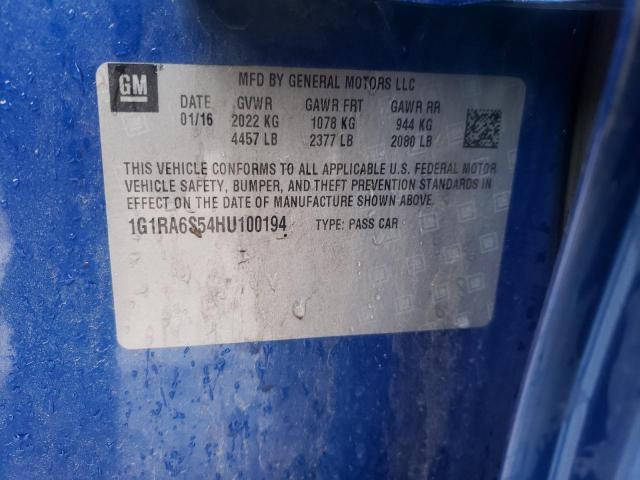 GM
MFD BY GENERAL MOTORS LLC
DATE GVWR GAWR FRT GAWR RR
01/16 2022 KG 1078 KG 944 KG
4457 LB 2377 LB 2080 LB
THIS VEHICLE CONFORMS TO ALL APPLICABLE U.S. FEDERAL MOTOR
VEHICLE SAFETY, BUMPER, AND THEFT PREVENTION STANDARDS IN
EFFECT ON THE DATE OF MANUFACTURE SHOWN ABOVE.
1G1RA6S54HU100194 TYPE: PASS CAR